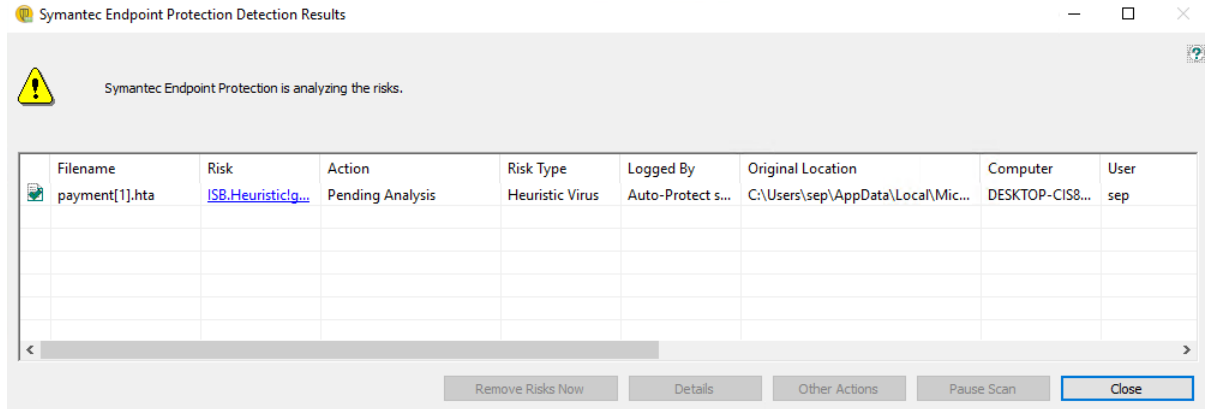 Symantec Endpoint Protection Detection Results
?
Symantec Endpoint Protection is analyzing the risks.
Filename Risk Action Risk Type Logged By Original Location Computer User
payment[1].hta ISB.Heuristic!g... Pending Analysis Heuristic Virus Auto-Protect s... C:\Users\sep\AppData\Local\Mic... DESKTOP-CIS8... sep
Remove Risks Now Details Other Actions Pause Scan Close